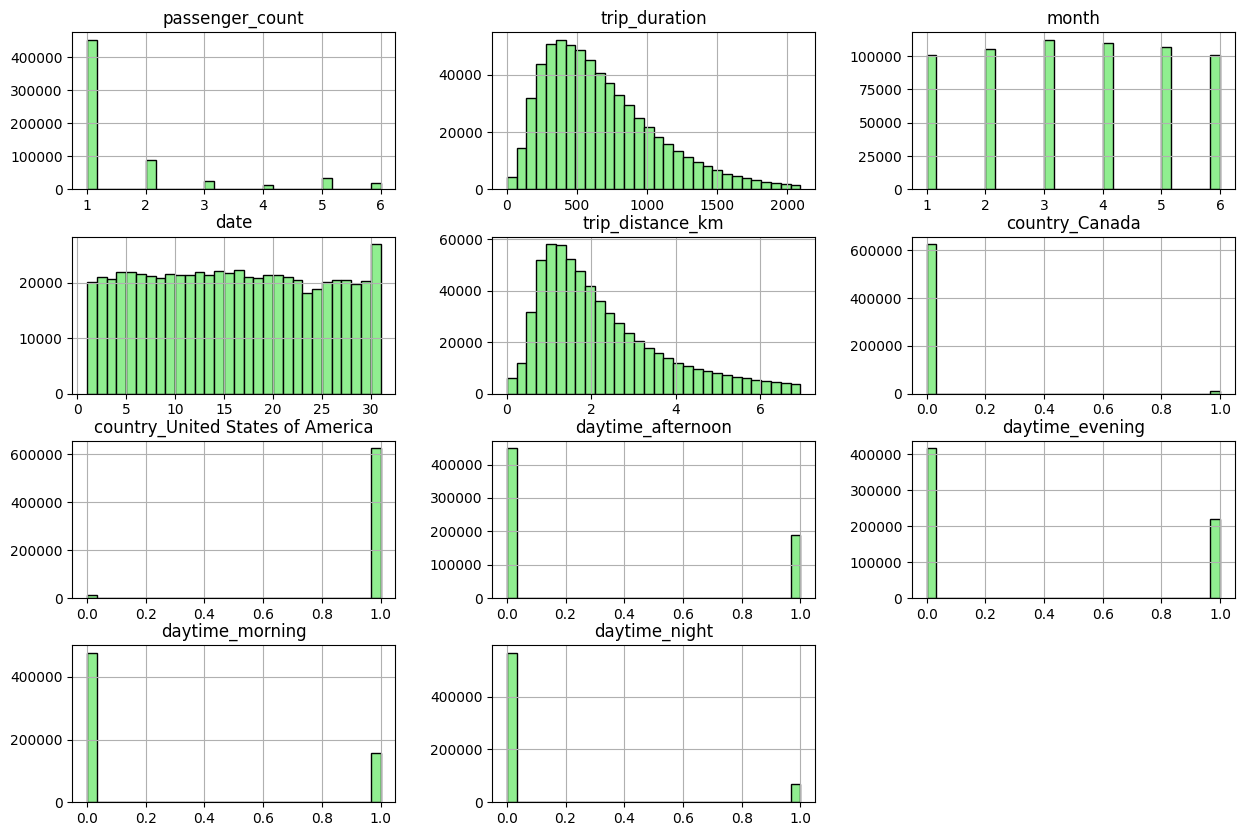 passenger_count
400000
300000
200000
100000
0
1 2 3 4 5 6
trip_duration
40000
20000
0
0 500 1000 1500 2000
month
100000
75000
50000
25000
0
1 2 3 4 5 6
date
20000
10000
0
0 5 10 15 20 25 30
trip_distance_km
60000
40000
20000
0
0 2 4 6
country_Canada
600000
400000
200000
0
0.0 0.2 0.4 0.6 0.8 1.0
country_United States of America
600000
400000
200000
0
0.0 0.2 0.4 0.6 0.8 1.0
daytime_afternoon
400000
300000
200000
100000
0
0.0 0.2 0.4 0.6 0.8 1.0
daytime_evening
400000
300000
200000
100000
0
0.0 0.2 0.4 0.6 0.8 1.0
daytime_morning
400000
200000
0
0.0 0.2 0.4 0.6 0.8 1.0
daytime_night
400000
200000
0
0.0 0.2 0.4 0.6 0.8 1.0